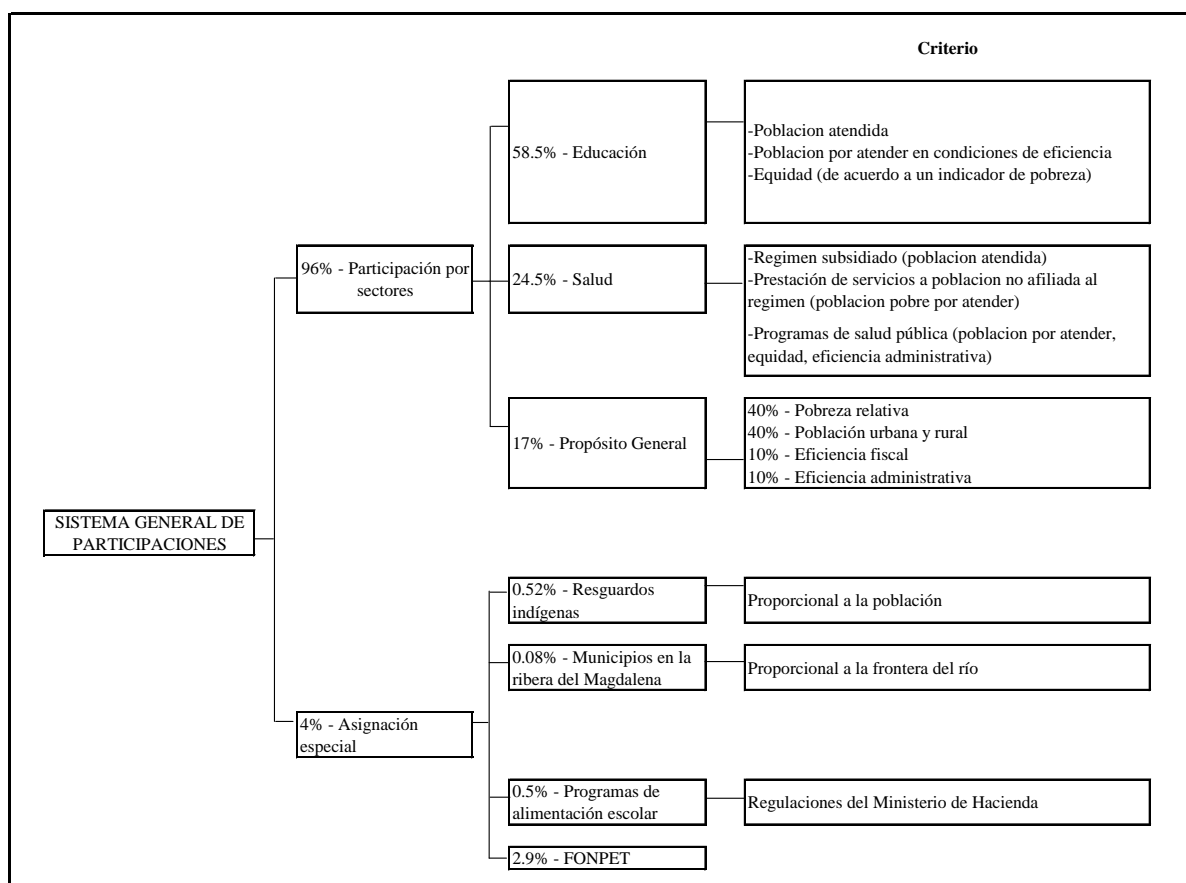 Criterio
58.5% - Educación
-Poblacion atendida
-Poblacion por atender en condiciones de eficiencia
-Equidad (de acuerdo a un indicador de pobreza)
96% - Participación por
sectores
24.5% - Salud
-Regimen subsidiado (poblacion atendida)
-Prestación de servicios a poblacion no afiliada al
regimen (poblacion pobre por atender)
-Programas de salud pública (poblacion por atender,
equidad, eficiencia administrativa)
17% - Propósito General
40% - Pobreza relativa
40% - Población urbana y rural
10% - Eficiencia fiscal
10% - Eficiencia administrativa
SISTEMA GENERAL DE
PARTICIPACIONES
0.52% - Resguardos
indígenas
Proporcional a la población
0.08% - Municipios en la
ribera del Magdalena
Proporcional a la frontera del río
4% - Asignación
especial
0.5% - Programas de
alimentación escolar
Regulaciones del Ministerio de Hacienda
2.9% - FONPET